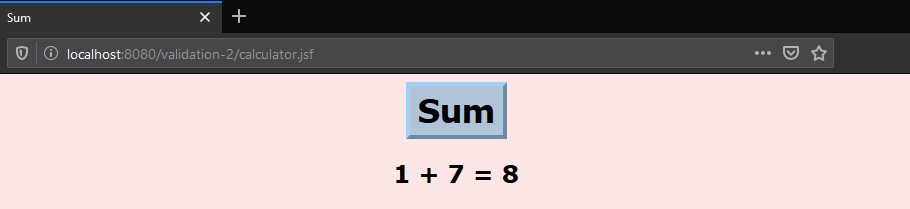 Sum
localhost:8080/validation-2/calculator.jsf
Sum
1 + 7 = 8